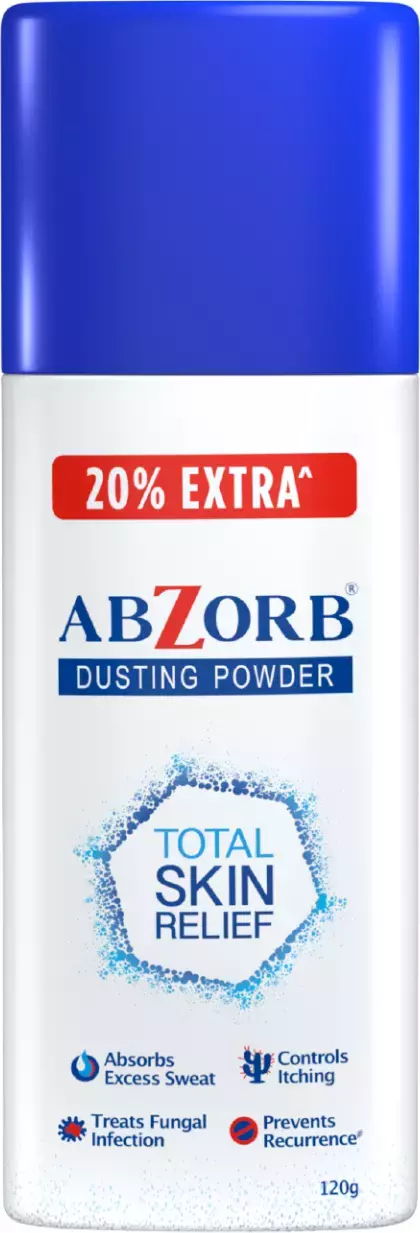 20% EXTRA^
ABZORB®
DUSTING POWDER
TOTAL
SKIN
RELIEF
Absorbs
Excess Sweat
Controls
Itching
Treats Fungal
Infection
Prevents
Recurrence#
120g